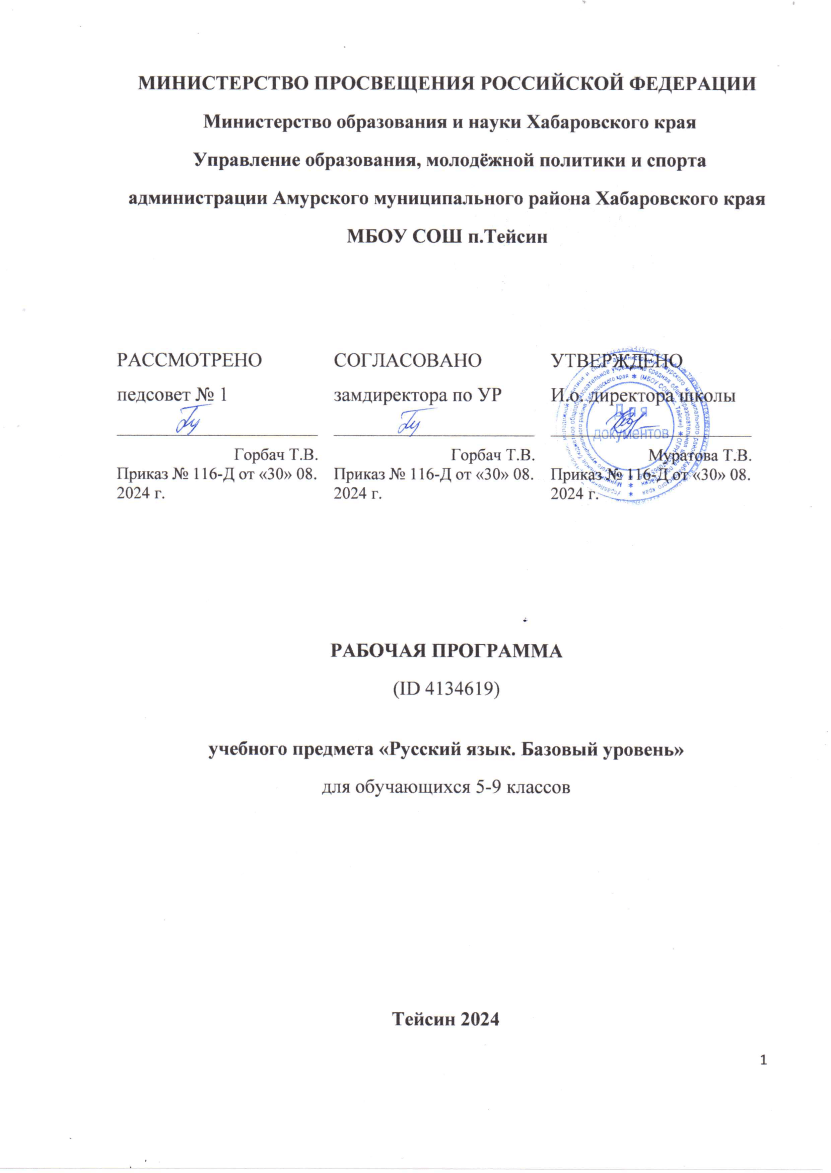 МИНИСТЕРСТВО ПРОСВЕЩЕНИЯ РОССИЙСКОЙ ФЕДЕРАЦИИ
Министерство образования и науки Хабаровского края
Управление образования, молодёжной политики и спорта
администрации Амурского муниципального района Хабаровского края
МБОУ СОШ п.Тейсин
РАССМОТРЕНО
педсовет № 1
Горбач Т.В.
Приказ № 116-Д от «30» 08.
2024 г.
СОГЛАСОВАНО
замдиректора по УР
Горбач Т.В.
Приказ № 116-Д от «30» 08.
2024 г.
УТВЕРЖДЕНО
И.о. директора школы
Для
документов
Муратова Т.В.
Приказ № 116-Д от «30» 08.
2024 г.
РАБОЧАЯ ПРОГРАММА
(ID 4134619)
учебного предмета «Русский язык. Базовый уровень»
для обучающихся 5-9 классов
Тейсин 2024
1